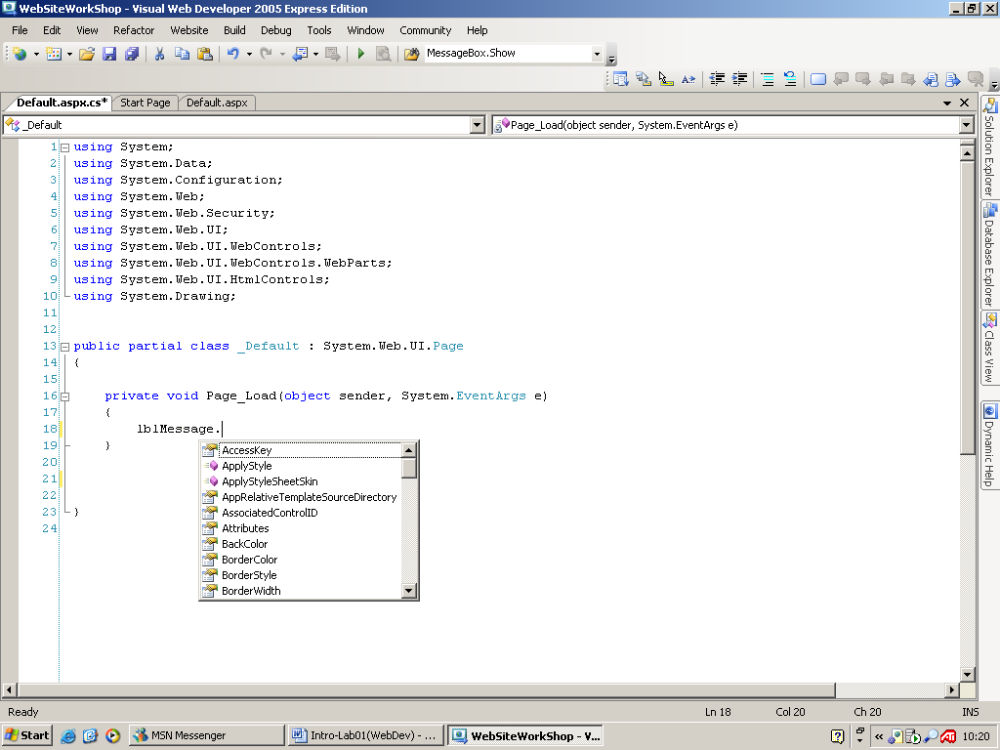 WebSiteWorkShop - Visual Web Developer 2005 Express Edition
File Edit View Refactor Website Build Debug Tools Window Community Help
MessageBox.Show
Default.aspx.cs* Start Page Default.aspx
_Default Page_Load(object sender, System.EventArgs e)
1 using System;
2 using System.Data;
3 using System.Configuration;
4 using System.Web;
5 using System.Web.Security;
6 using System.Web.UI;
7 using System.Web.UI.WebControls;
8 using System.Web.UI.WebControls.WebParts;
9 using System.Web.UI.HtmlControls;
10 using System.Drawing;
11
12
13 public partial class _Default : System.Web.UI.Page
14 {
15
16 private void Page_Load(object sender, System.EventArgs e)
17 {
18 lblMessage.
19 }
20
21
22
23 }
24
AccessKey
ApplyStyle
ApplyStyleSheetSkin
AppRelativeTemplateSourceDirectory
AssociatedControlID
Attributes
BackColor
BorderColor
BorderStyle
BorderWidth
Solution Explorer
Database Explorer
Class View
Dynamic Help
Ready Ln 18 Col 20 Ch 20 INS
Start MSN Messenger Intro-Lab01(WebDev) - ... WebSiteWorkShop - V... 10:20